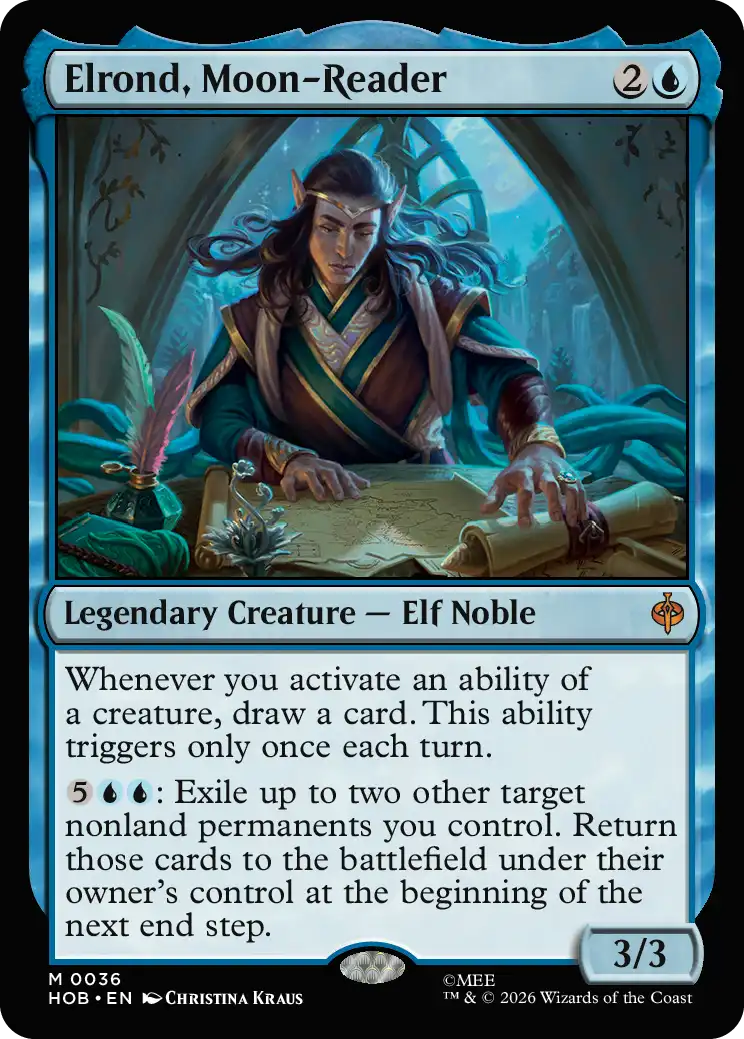 Elrond, Moon-Reader 2
Legendary Creature — Elf Noble
Whenever you activate an ability of
a creature, draw a card. This ability
triggers only once each turn.
5: Exile up to two other target
nonland permanents you control. Return
those cards to the battlefield under their
owner's control at the beginning of the
next end step.
3/3
M 0036
HOB • EN Christina Kraus
©MEE
™ & © 2026 Wizards of the Coast